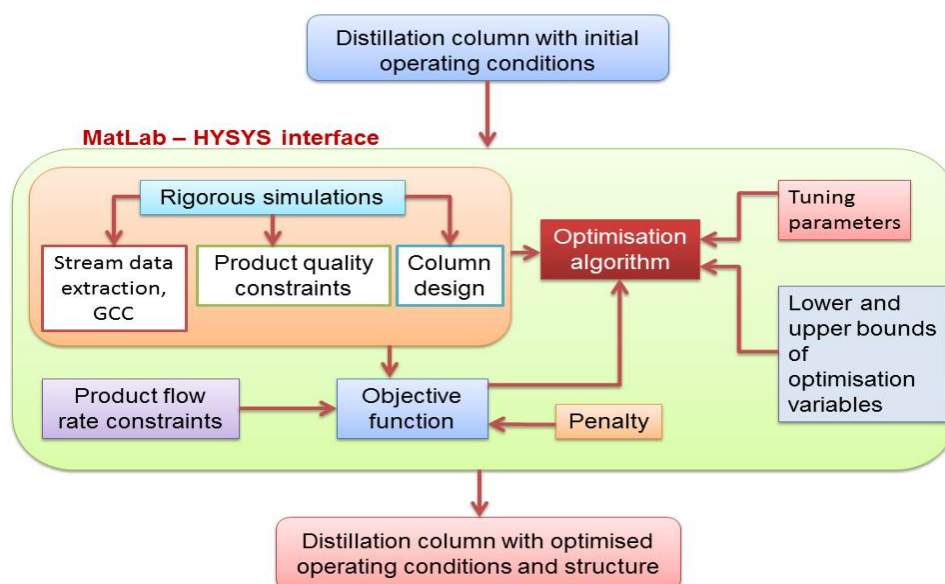 Distillation column with initial
operating conditions
MatLab – HYSYS interface
Rigorous simulations
Stream data
extraction,
GCC
Product quality
constraints
Column
design
Optimisation
algorithm
Tuning
parameters
Lower and
upper bounds
of
optimisation
variables
Product flow
rate constraints
Objective
function
Penalty
Distillation column with optimised
operating conditions and structure